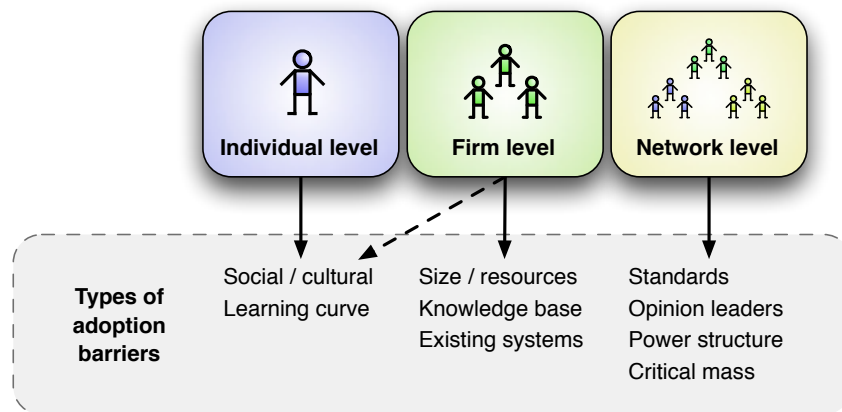 Individual level
Firm level
Network level
Types of
adoption
barriers
Social / cultural
Learning curve
Size / resources
Knowledge base
Existing systems
Standards
Opinion leaders
Power structure
Critical mass